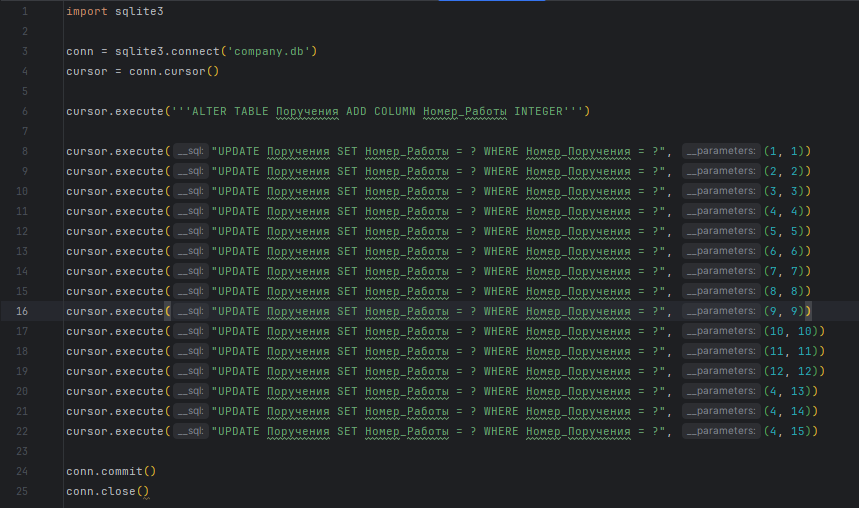 1 import sqlite3
2
3 conn = sqlite3.connect('company.db')
4 cursor = conn.cursor()
5
6 cursor.execute('''ALTER TABLE Поручения ADD COLUMN Номер_Работы INTEGER''')
7
8 cursor.execute( __sql: "UPDATE Поручения SET Номер_Работы = ? WHERE Номер_Поручения = ?", __parameters: (1, 1))
9 cursor.execute( __sql: "UPDATE Поручения SET Номер_Работы = ? WHERE Номер_Поручения = ?", __parameters: (2, 2))
10 cursor.execute( __sql: "UPDATE Поручения SET Номер_Работы = ? WHERE Номер_Поручения = ?", __parameters: (3, 3))
11 cursor.execute( __sql: "UPDATE Поручения SET Номер_Работы = ? WHERE Номер_Поручения = ?", __parameters: (4, 4))
12 cursor.execute( __sql: "UPDATE Поручения SET Номер_Работы = ? WHERE Номер_Поручения = ?", __parameters: (5, 5))
13 cursor.execute( __sql: "UPDATE Поручения SET Номер_Работы = ? WHERE Номер_Поручения = ?", __parameters: (6, 6))
14 cursor.execute( __sql: "UPDATE Поручения SET Номер_Работы = ? WHERE Номер_Поручения = ?", __parameters: (7, 7))
15 cursor.execute( __sql: "UPDATE Поручения SET Номер_Работы = ? WHERE Номер_Поручения = ?", __parameters: (8, 8))
16 cursor.execute( __sql: "UPDATE Поручения SET Номер_Работы = ? WHERE Номер_Поручения = ?", __parameters: (9, 9))
17 cursor.execute( __sql: "UPDATE Поручения SET Номер_Работы = ? WHERE Номер_Поручения = ?", __parameters: (10, 10))
18 cursor.execute( __sql: "UPDATE Поручения SET Номер_Работы = ? WHERE Номер_Поручения = ?", __parameters: (11, 11))
19 cursor.execute( __sql: "UPDATE Поручения SET Номер_Работы = ? WHERE Номер_Поручения = ?", __parameters: (12, 12))
20 cursor.execute( __sql: "UPDATE Поручения SET Номер_Работы = ? WHERE Номер_Поручения = ?", __parameters: (4, 13))
21 cursor.execute( __sql: "UPDATE Поручения SET Номер_Работы = ? WHERE Номер_Поручения = ?", __parameters: (4, 14))
22 cursor.execute( __sql: "UPDATE Поручения SET Номер_Работы = ? WHERE Номер_Поручения = ?", __parameters: (4, 15))
23
24 conn.commit()
25 conn.close()